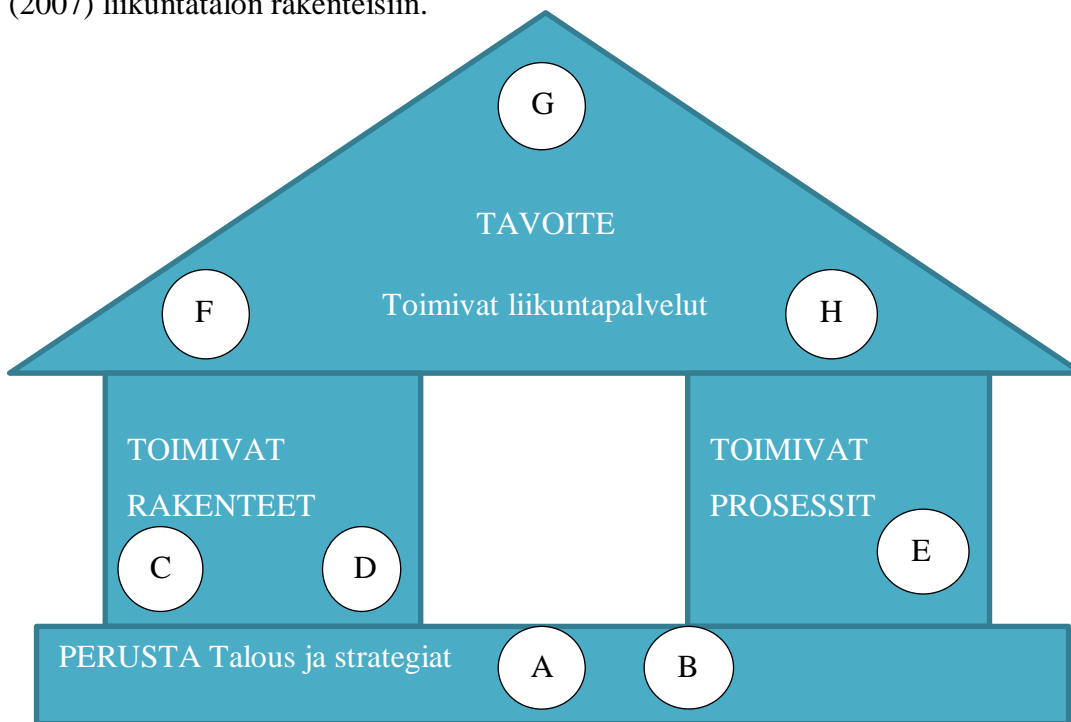 (2007) liikuntatalon rakenteisiin.
G
TAVOITE
F
Toimivat liikuntapalvelut
H
TOIMIVAT
RAKENTEET
C
D
TOIMIVAT
PROSESSIT
E
PERUSTA Talous ja strategiat
A
B